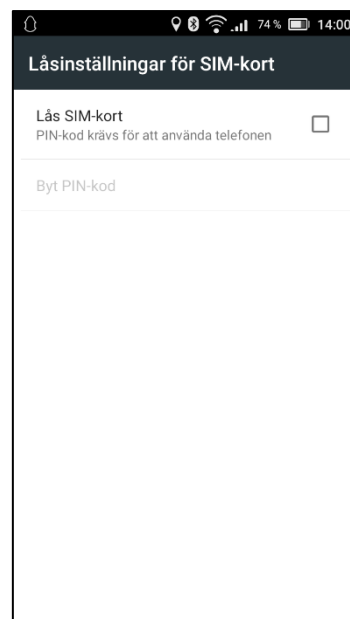 74 % 14:00
Låsinställningar för SIM-kort
Lås SIM-kort
PIN-kod krävs för att använda telefonen
Byt PIN-kod